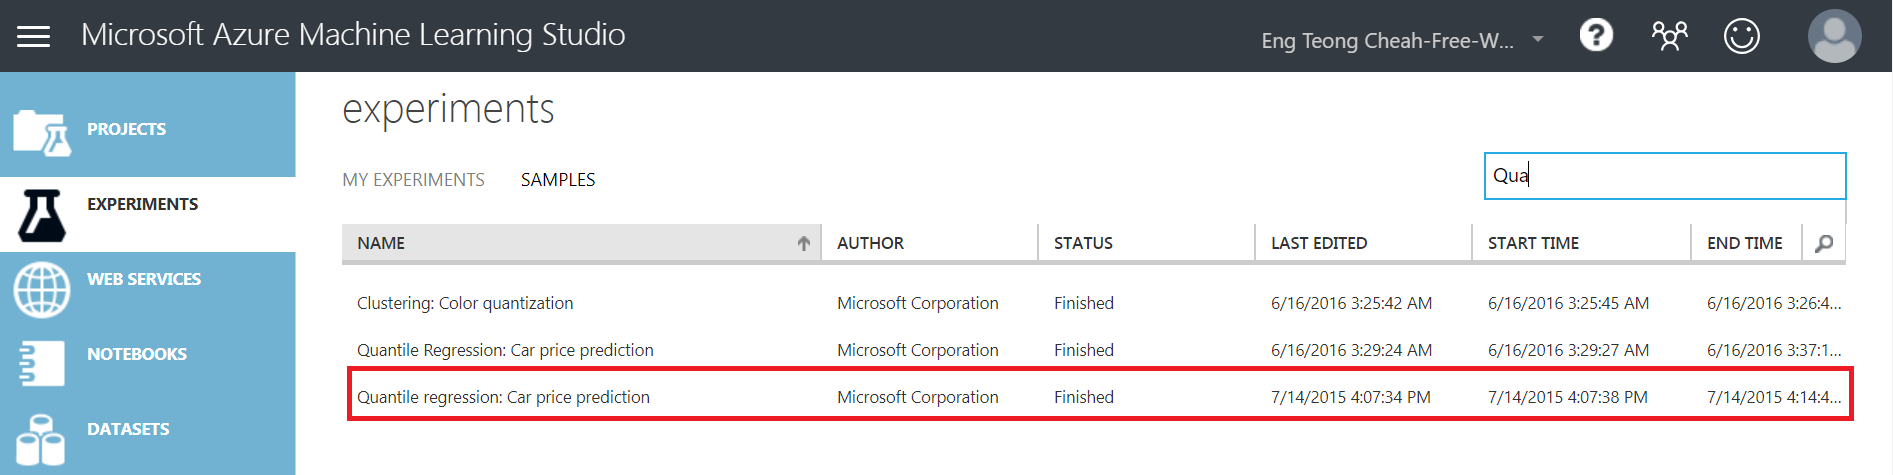 Microsoft Azure Machine Learning Studio
Eng Teong Cheah-Free-W...
?
PROJECTS
EXPERIMENTS
WEB SERVICES
NOTEBOOKS
DATASETS
experiments
MY EXPERIMENTS SAMPLES
Qua
NAME AUTHOR STATUS LAST EDITED START TIME END TIME
Clustering: Color quantization Microsoft Corporation Finished 6/16/2016 3:25:42 AM 6/16/2016 3:25:45 AM 6/16/2016 3:26:4...
Quantile Regression: Car price prediction Microsoft Corporation Finished 6/16/2016 3:29:24 AM 6/16/2016 3:29:27 AM 6/16/2016 3:37:1...
Quantile regression: Car price prediction Microsoft Corporation Finished 7/14/2015 4:07:34 PM 7/14/2015 4:07:38 PM 7/14/2015 4:14:4...